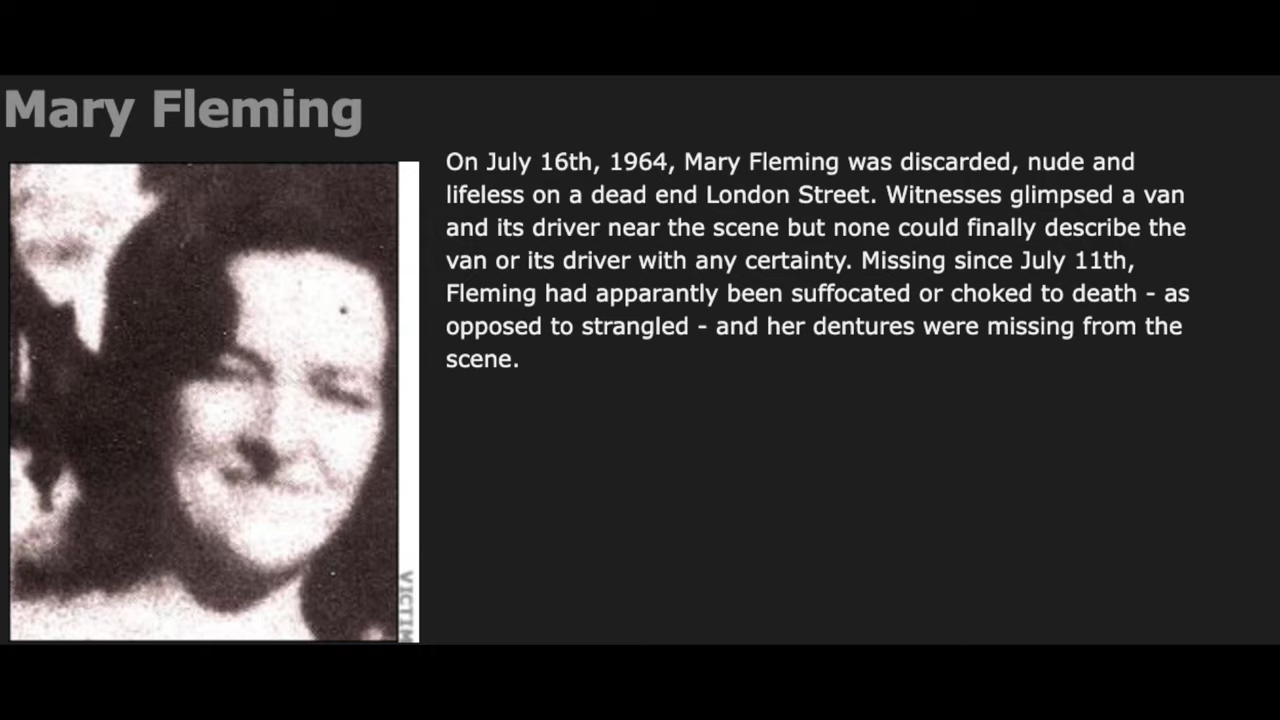 Mary Fleming
On July 16th, 1964, Mary Fleming was discarded, nude and
lifeless on a dead end London Street. Witnesses glimpsed a van
and its driver near the scene but none could finally describe the
van or its driver with any certainty. Missing since July 11th,
Fleming had apparantly been suffocated or choked to death - as
opposed to strangled - and her dentures were missing from the
scene.
VICTIM